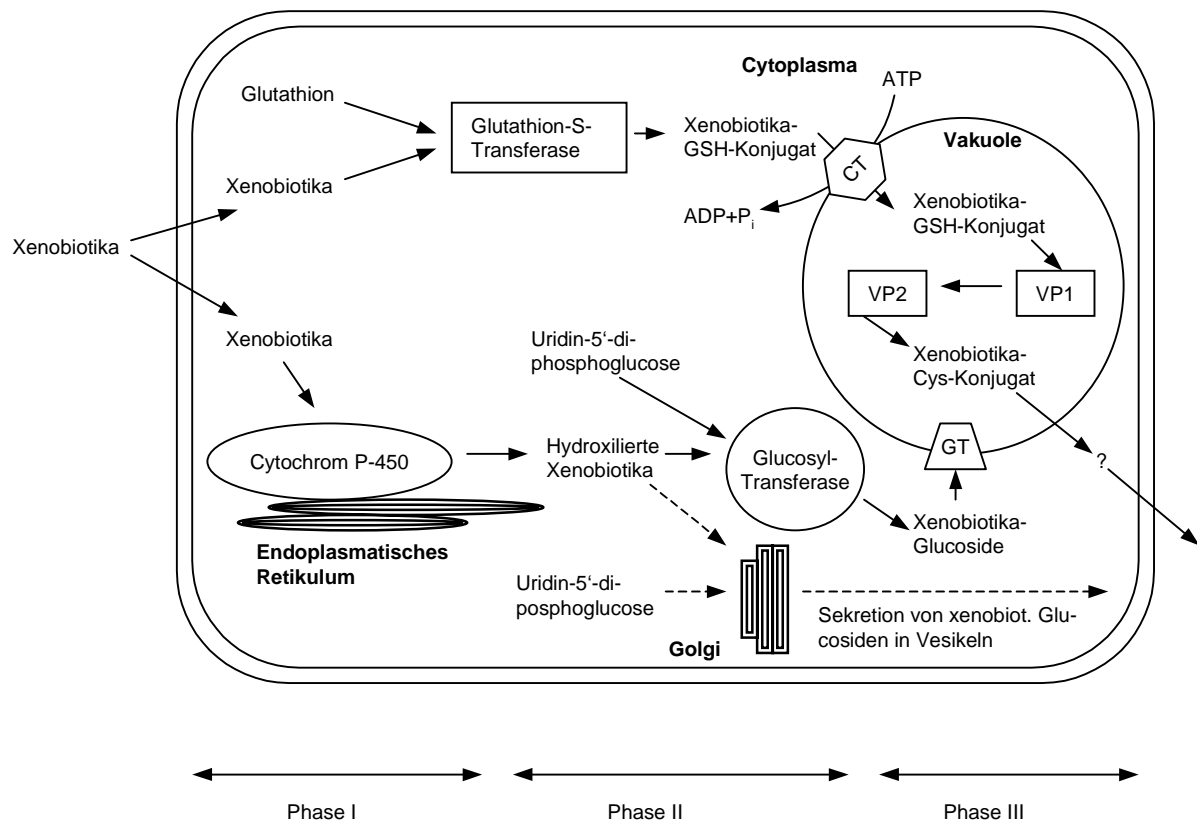 Cytoplasma
ATP
Glutathion
Glutathion-S-
Transferase
Xenobiotika-
GSH-Konjugat
CT
Vakuole
Xenobiotika
ADP+Pi
Xenobiotika-
GSH-Konjugat
Xenobiotika
VP2
VP1
Xenobiotika
Uridin-5‘-di-
phosphoglucose
Xenobiotika-
Cys-Konjugat
Cytochrom P-450
Hydroxilierte
Xenobiotika
Glucosyl-
Transferase
GT
?
Xenobiotika-
Glucoside
Endoplasmatisches
Retikulum
Uridin-5‘-di-
posphoglucose
Golgi
Sekretion von xenobiot. Glu-
cosiden in Vesikeln
Phase I
Phase II
Phase III